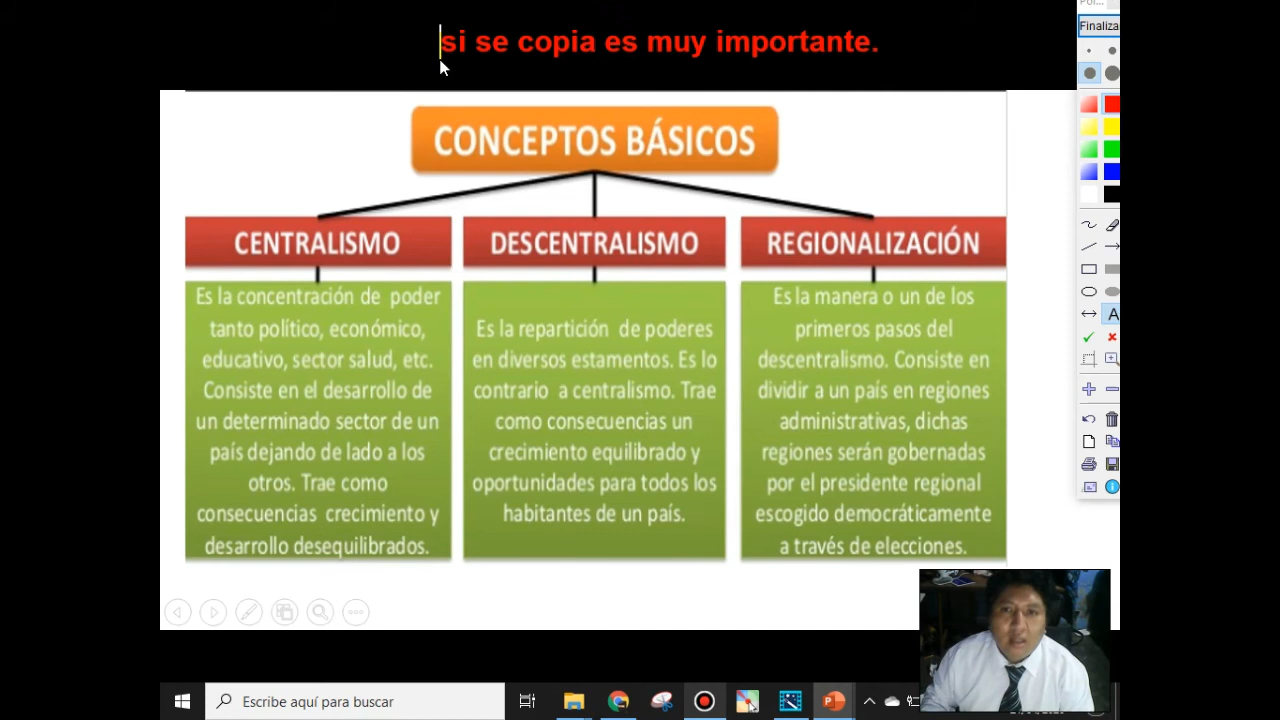 si se copia es muy importante.
Finaliza
CONCEPTOS BÁSICOS
CENTRALISMO
Es la concentración de poder
tanto político, económico,
educativo, sector salud, etc.
Consiste en el desarrollo de
un determinado sector de un
país dejando de lado a los
otros. Trae como
consecuencias crecimiento y
desarrollo desequilibrados.
DESCENTRALISMO
Es la repartición de poderes
en diversos estamentos. Es lo
contrario a centralismo. Trae
como consecuencias un
crecimiento equilibrado y
oportunidades para todos los
habitantes de un país.
REGIONALIZACIÓN
Es la manera o un de los
primeros pasos del
descentralismo. Consiste en
dividir a un país en regiones
administrativas, dichas
regiones serán gobernadas
por el presidente regional
escogido democráticamente
a través de elecciones.
Escribe aquí para buscar